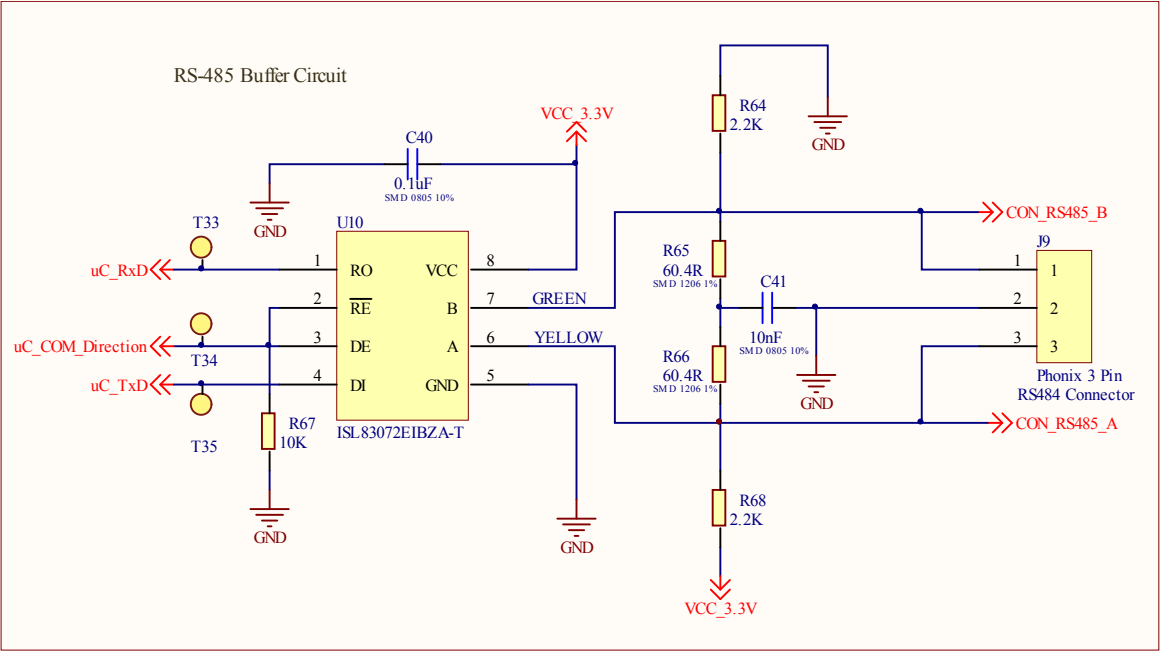 RS-485 Buffer Circuit
R64
2.2K
GND
VCC_3.3V
C40
0.1uF
SMD 0805 10%
GND
T33
U10
CON_RS485_B
J9
uC_RxD
1
RO
VCC
8
R65
60.4R
SMD 1206 1%
C41
10nF
SMD 0805 10%
1
1
2
RE
B
7
GREEN
2
2
uC_COM_Direction
T34
3
DE
A
6
YELLOW
3
3
R66
60.4R
SMD 1206 1%
uC_TxD
4
DI
GND
5
Phonix 3 Pin
RS484 Connector
GND
T35
R67
10K
ISL83072EIBZA-T
CON_RS485_A
R68
2.2K
GND
GND
VCC_3.3V